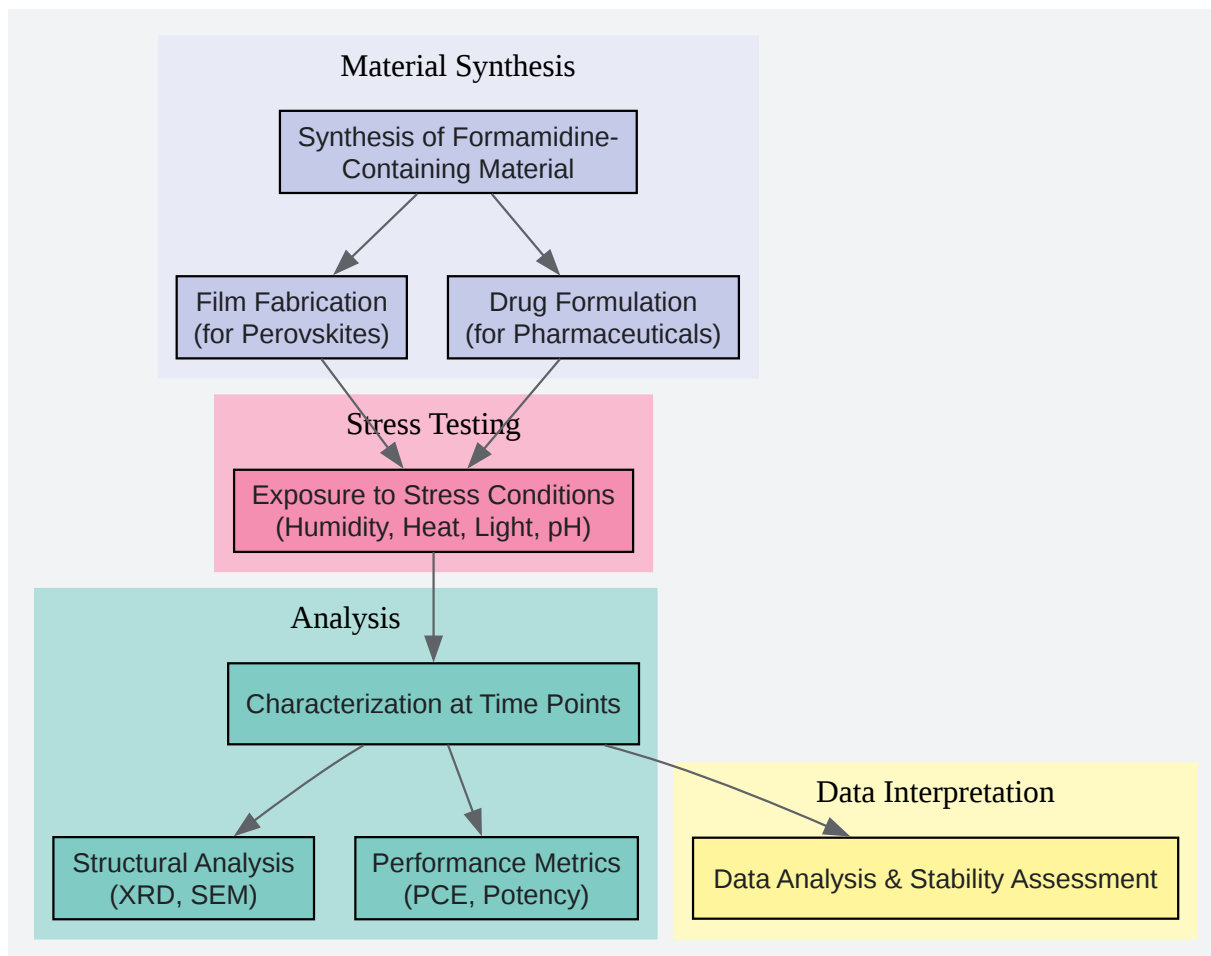 Material Synthesis
Synthesis of Formamidine-
Containing Material
Film Fabrication
(for Perovskites)
Drug Formulation
(for Pharmaceuticals)
Stress Testing
Exposure to Stress Conditions
(Humidity, Heat, Light, pH)
Analysis
Characterization at Time Points
Structural Analysis
(XRD, SEM)
Performance Metrics
(PCE, Potency)
Data Interpretation
Data Analysis & Stability Assessment